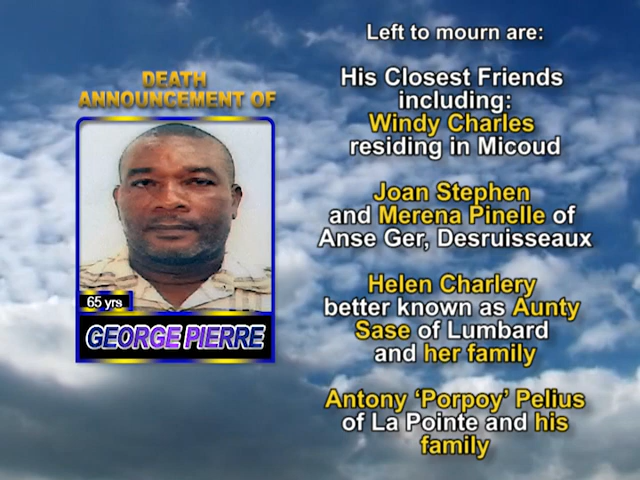 DEATH
ANNOUNCEMENT OF
65 yrs
GEORGE PIERRE
Left to mourn are:
His Closest Friends
including:
Windy Charles
residing in Micoud
Joan Stephen
and Merena Pinelle of
Anse Ger, Desruisseaux
Helen Charlery
better known as Aunty
Sase of Lumbard
and her family
Antony ‘Porpoy’ Pelius
of La Pointe and his
family